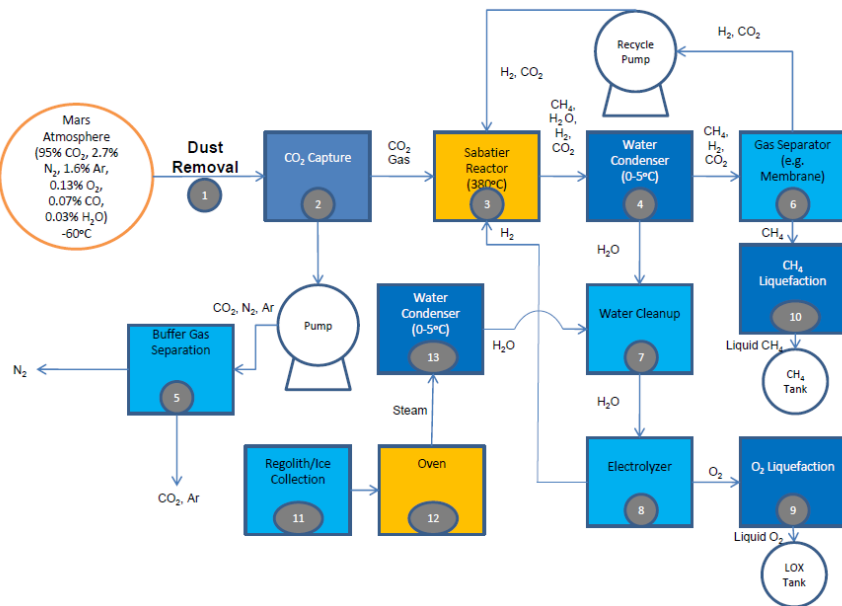 H₂, CO₂
Recycle
Pump
H₂, CO₂
Mars
Atmosphere
(95% CO₂, 2.7%
N₂, 1.6% Ar,
0.13% O₂,
0.07% CO,
0.03% H₂O)
-60°C
Dust
Removal
1
CO₂ Capture
2
CO₂
Gas
Sabatier
Reactor
(380°C)
3
CH₄,
H₂O,
H₂,
CO₂
Water
Condenser
(0-5°C)
4
CH₄,
H₂,
CO₂
Gas Separator
(e.g.
Membrane)
6
H₂
H₂O
CH₄
CH₄
Liquefaction
10
Liquid CH₄
CH₄
Tank
CO₂, N₂, Ar
Pump
Buffer Gas
Separation
5
N₂
CO₂, Ar
Water
Condenser
(0-5°C)
13
H₂O
Water Cleanup
7
H₂O
Steam
Regolith/Ice
Collection
11
Oven
12
Electrolyzer
8
O₂
O₂ Liquefaction
9
Liquid O₂
LOX
Tank